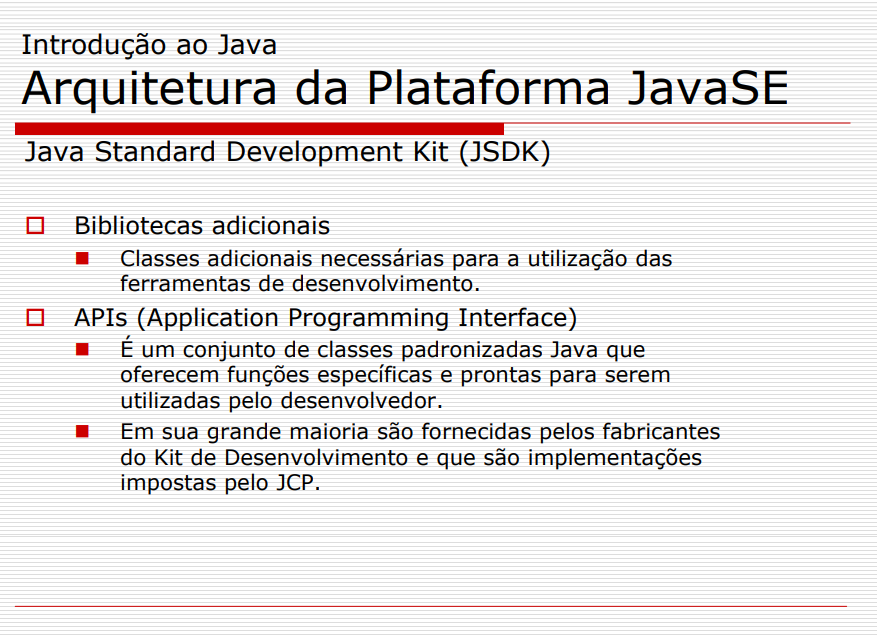 Introdução ao Java
Arquitetura da Plataforma JavaSE
Java Standard Development Kit (JSDK)
Bibliotecas adicionais
Classes adicionais necessárias para a utilização das
ferramentas de desenvolvimento.
APIs (Application Programming Interface)
É um conjunto de classes padronizadas Java que
oferecem funções específicas e prontas para serem
utilizadas pelo desenvolvedor.
Em sua grande maioria são fornecidas pelos fabricantes
do Kit de Desenvolvimento e que são implementações
impostas pelo JCP.